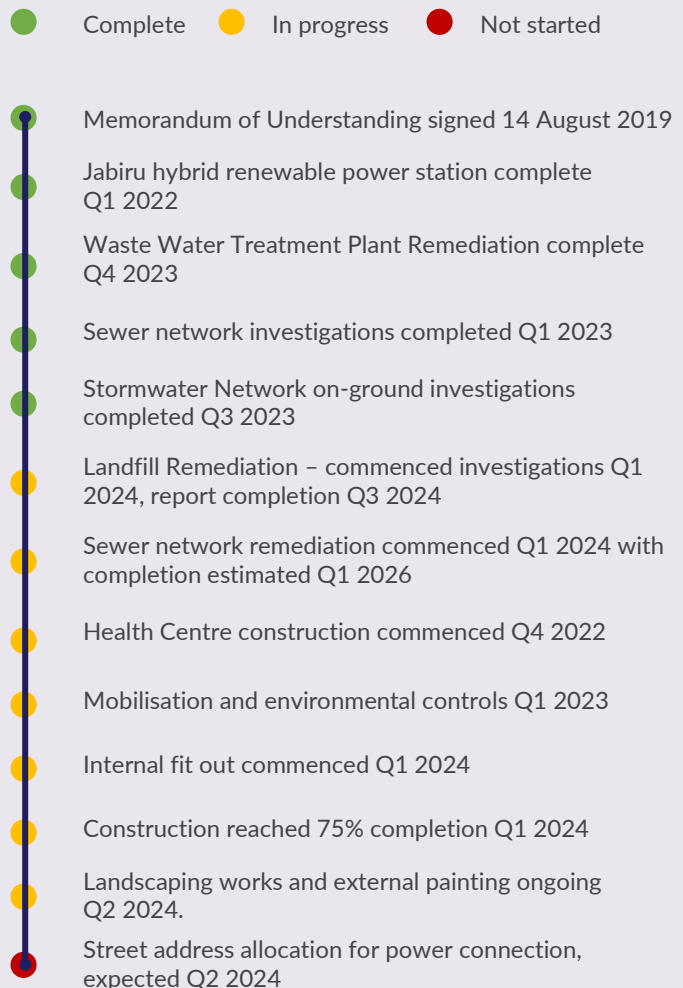 Complete In progress Not started
Memorandum of Understanding signed 14 August 2019
Jabiru hybrid renewable power station complete
Q1 2022
Waste Water Treatment Plant Remediation complete
Q4 2023
Sewer network investigations completed Q1 2023
Stormwater Network on-ground investigations
completed Q3 2023
Landfill Remediation – commenced investigations Q1
2024, report completion Q3 2024
Sewer network remediation commenced Q1 2024 with
completion estimated Q1 2026
Health Centre construction commenced Q4 2022
Mobilisation and environmental controls Q1 2023
Internal fit out commenced Q1 2024
Construction reached 75% completion Q1 2024
Landscaping works and external painting ongoing
Q2 2024.
Street address allocation for power connection,
expected Q2 2024